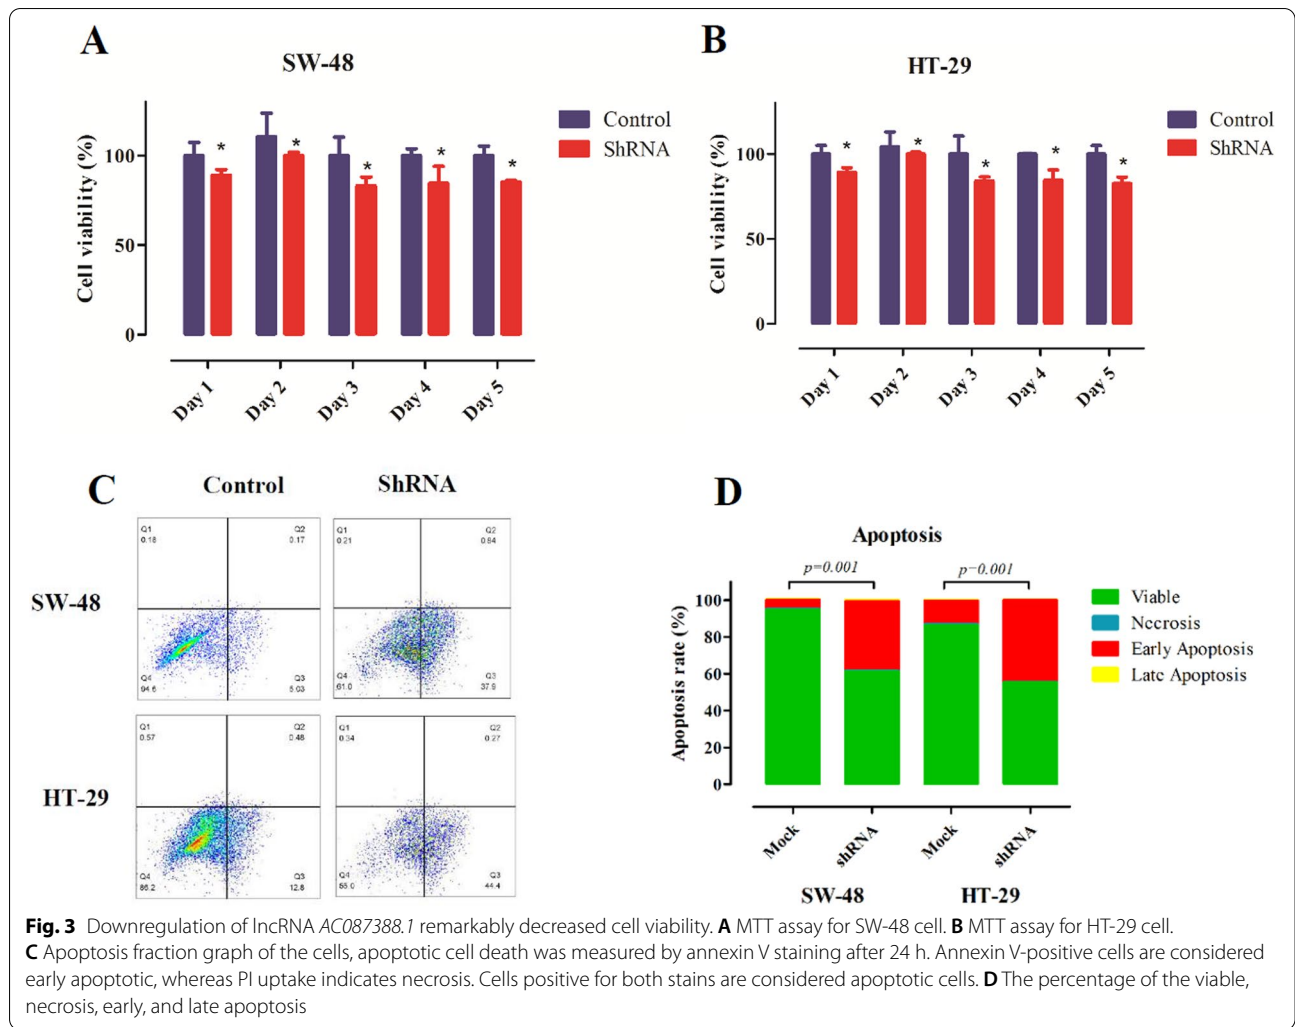 A
SW-48
Cell viability (%)
100
50
0
Day 1
Day 2
Day 3
Day 4
Day 5
*
*
*
*
*
Control
ShRNA
B
HT-29
Cell viability (%)
100
50
0
Day 1
Day 2
Day 3
Day 4
Day 5
*
*
*
*
*
Control
ShRNA
C
Control
ShRNA
SW-48
Q1
0.18
Q2
0.17
Q4
94.6
Q3
5.03
Q1
0.21
Q2
0.84
Q4
61.0
Q3
37.9
HT-29
Q1
0.57
Q2
0.48
Q4
86.2
Q3
12.8
Q1
0.34
Q2
0.27
Q4
55.0
Q3
44.4
D
Apoptosis
p=0.001
p=0.001
Apoptosis rate (%)
100
80
60
40
20
0
Mock
shRNA
Mock
shRNA
SW-48
HT-29
Viable
Necrosis
Early Apoptosis
Late Apoptosis
Fig. 3 Downregulation of lncRNA AC087388.1 remarkably decreased cell viability. A MTT assay for SW-48 cell. B MTT assay for HT-29 cell.
C Apoptosis fraction graph of the cells, apoptotic cell death was measured by annexin V staining after 24 h. Annexin V-positive cells are considered
early apoptotic, whereas PI uptake indicates necrosis. Cells positive for both stains are considered apoptotic cells. D The percentage of the viable,
necrosis, early, and late apoptosis